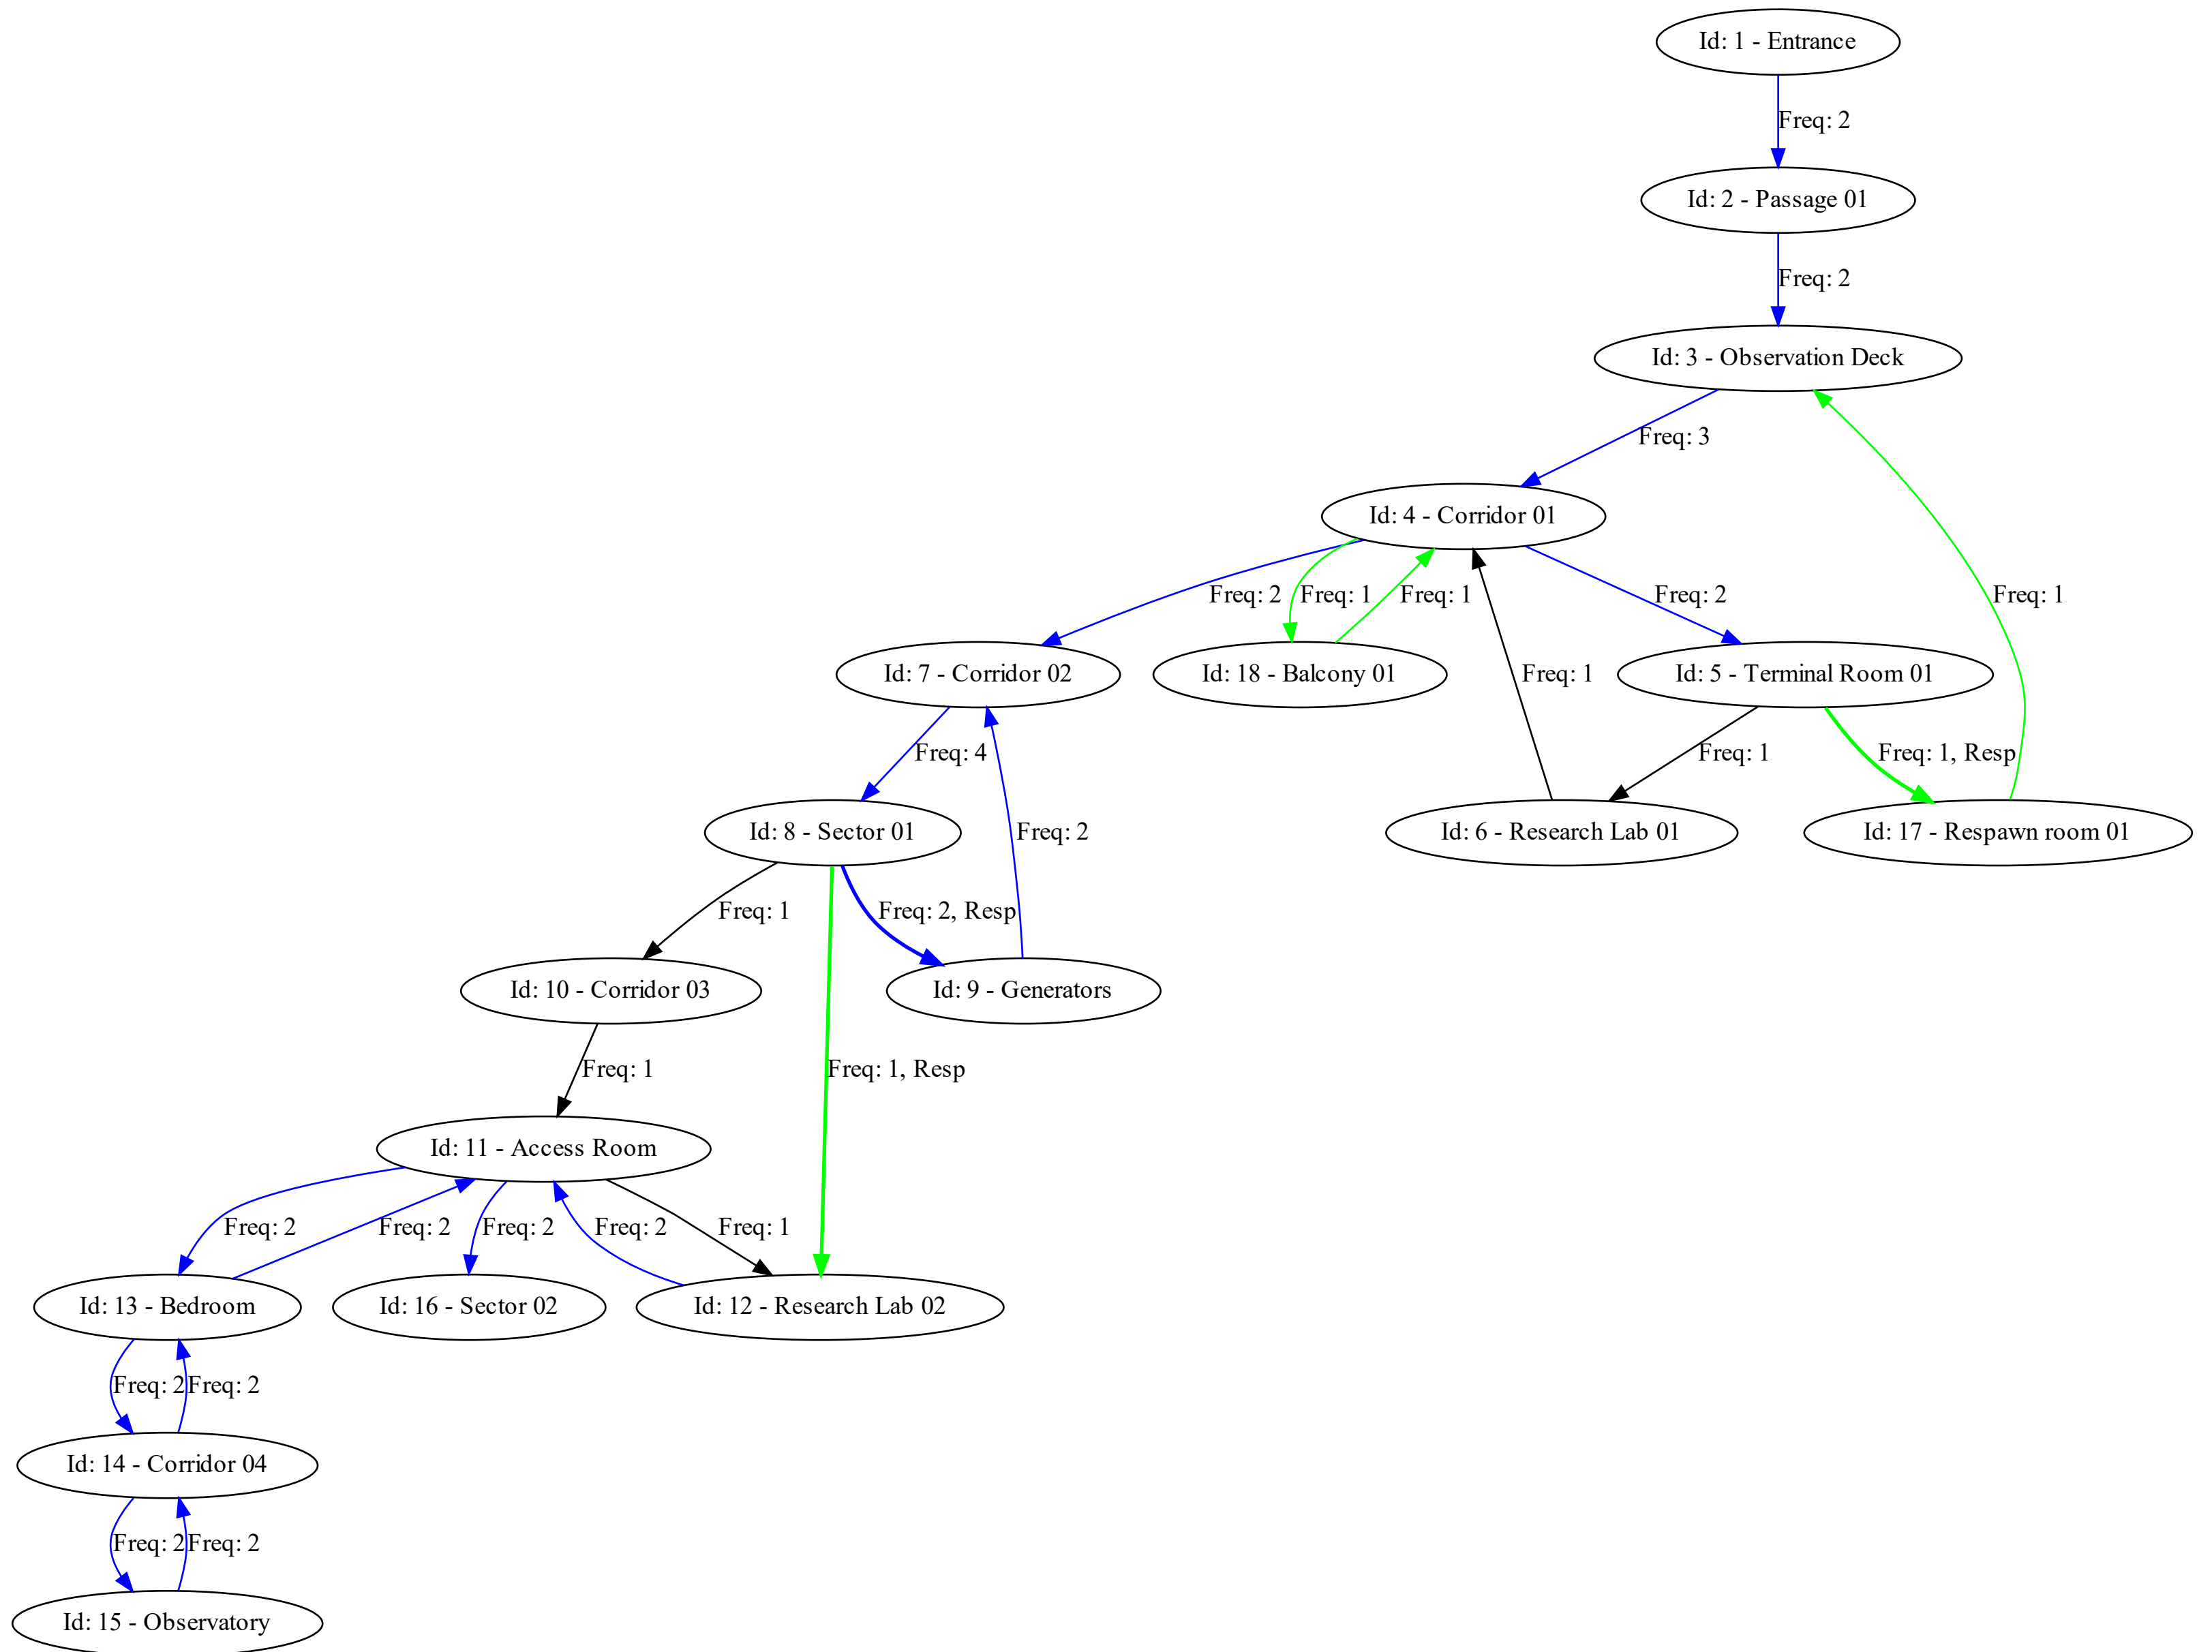 Id: 1 - Entrance
Freq: 2
Id: 2 - Passage 01
Freq: 2
Id: 3 - Observation Deck
Freq: 3
Id: 4 - Corridor 01
Freq: 2
Freq: 1
Freq: 1
Freq: 2
Freq: 1
Id: 7 - Corridor 02
Id: 18 - Balcony 01
Id: 5 - Terminal Room 01
Freq: 1
Freq: 4
Freq: 1
Freq: 1, Resp
Id: 8 - Sector 01
Freq: 2
Id: 6 - Research Lab 01
Id: 17 - Respawn room 01
Freq: 1
Freq: 2, Resp
Id: 10 - Corridor 03
Id: 9 - Generators
Freq: 1
Freq: 1, Resp
Id: 11 - Access Room
Freq: 2
Freq: 2
Freq: 2
Freq: 2
Freq: 1
Id: 13 - Bedroom
Id: 16 - Sector 02
Id: 12 - Research Lab 02
Freq: 2
Freq: 2
Id: 14 - Corridor 04
Freq: 2
Freq: 2
Id: 15 - Observatory